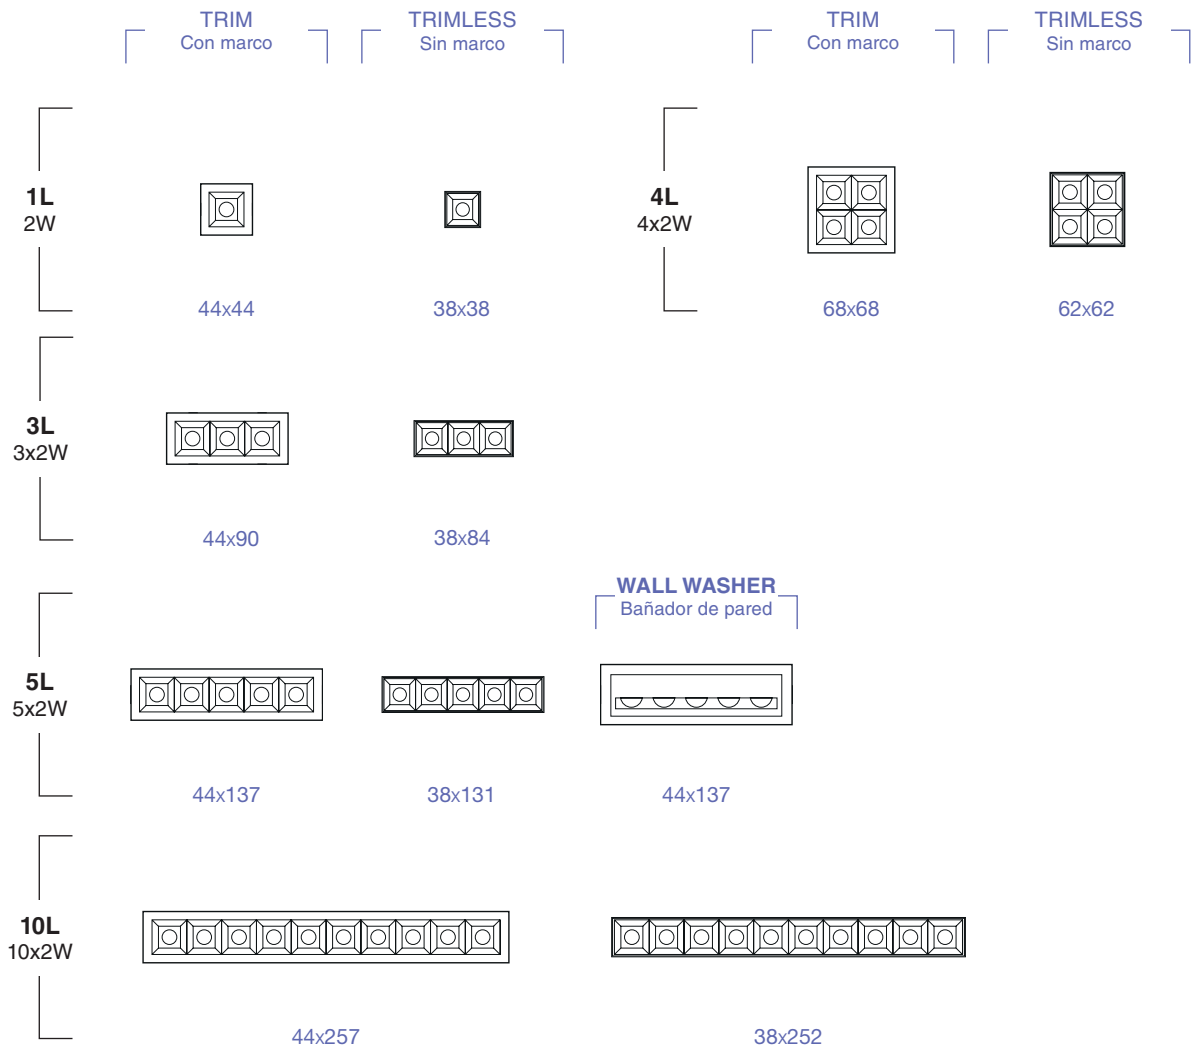 TRIM
Con marco
TRIMLESS
Sin marco
TRIM
Con marco
TRIMLESS
Sin marco
1L
2W
44x44
38x38
4L
4x2W
68x68
62x62
3L
3x2W
44x90
38x84
WALL WASHER
Bañador de pared
5L
5x2W
44x137
38x131
44x137
10L
10x2W
44x257
38x252